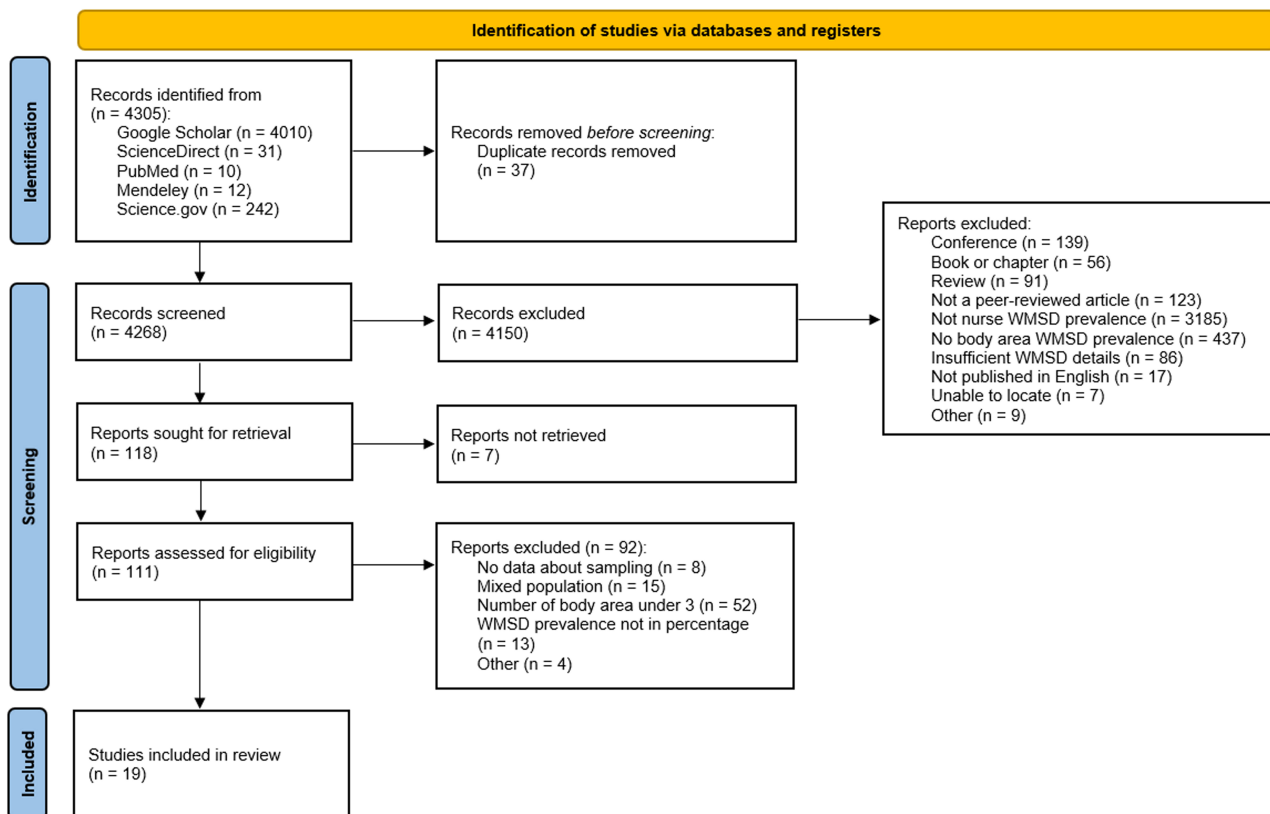 Identification of studies via databases and registers
Identification
Records identified from
(n = 4305):
Google Scholar (n = 4010)
ScienceDirect (n = 31)
PubMed (n = 10)
Mendeley (n = 12)
Science.gov (n = 242)
Records removed before screening:
Duplicate records removed
(n = 37)
Screening
Records screened
(n = 4268)
Records excluded
(n = 4150)
Reports excluded:
Conference (n = 139)
Book or chapter (n = 56)
Review (n = 91)
Not a peer-reviewed article (n = 123)
Not nurse WMSD prevalence (n = 3185)
No body area WMSD prevalence (n = 437)
Insufficient WMSD details (n = 86)
Not published in English (n = 17)
Unable to locate (n = 7)
Other (n = 9)
Reports sought for retrieval
(n = 118)
Reports not retrieved
(n = 7)
Reports assessed for eligibility
(n = 111)
Reports excluded (n = 92):
No data about sampling (n = 8)
Mixed population (n = 15)
Number of body area under 3 (n = 52)
WMSD prevalence not in percentage
(n = 13)
Other (n = 4)
Included
Studies included in review
(n = 19)